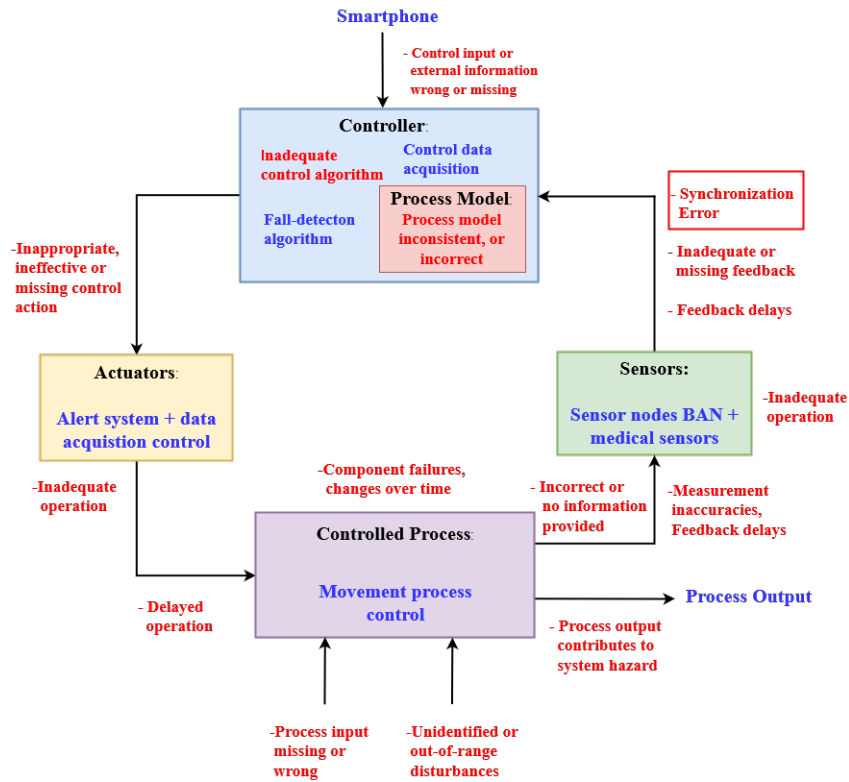 Smartphone
- Control input or
external information
wrong or missing
Controller:
Inadequate
control algorithm
Control data
acquisition
Fall-detecton
algorithm
Process Model:
Process model
inconsistent, or
incorrect
- Synchronization
Error
- Inadequate or
missing feedback
- Feedback delays
-Inappropriate,
ineffective or
missing control
action
Actuators:
Alert system + data
acquistion control
Sensors:
Sensor nodes BAN +
medical sensors
-Inadequate
operation
-Inadequate
operation
-Component failures,
changes over time
-Incorrect or
no information
provided
-Measurement
inaccuracies,
Feedback delays
Controlled Process:
Movement process
control
- Delayed
operation
Process Output
- Process output
contributes to
system hazard
-Process input
missing or
wrong
-Unidentified or
out-of-range
disturbances